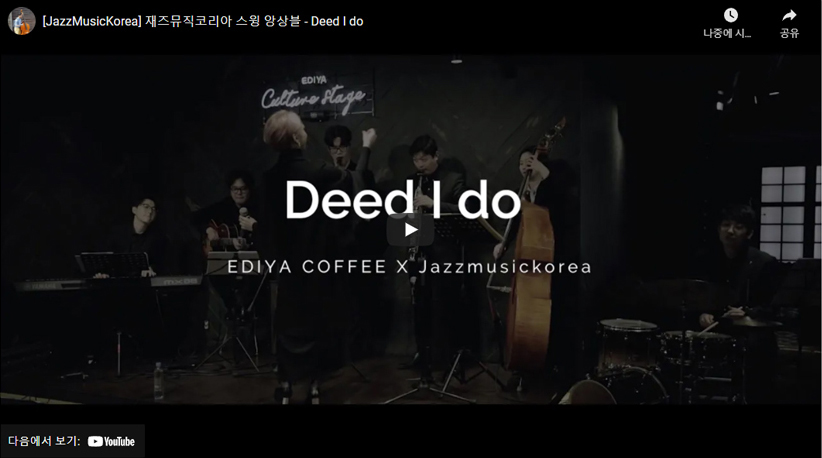 [JazzMusicKorea] 재즈뮤직코리아 스윙 앙상블 - Deed I do
나중에 시...
공유
EDIYA
Culture stage
Deed I do
EDIYA COFFEE X Jazzmusickorea
다음에서 보기: YouTube